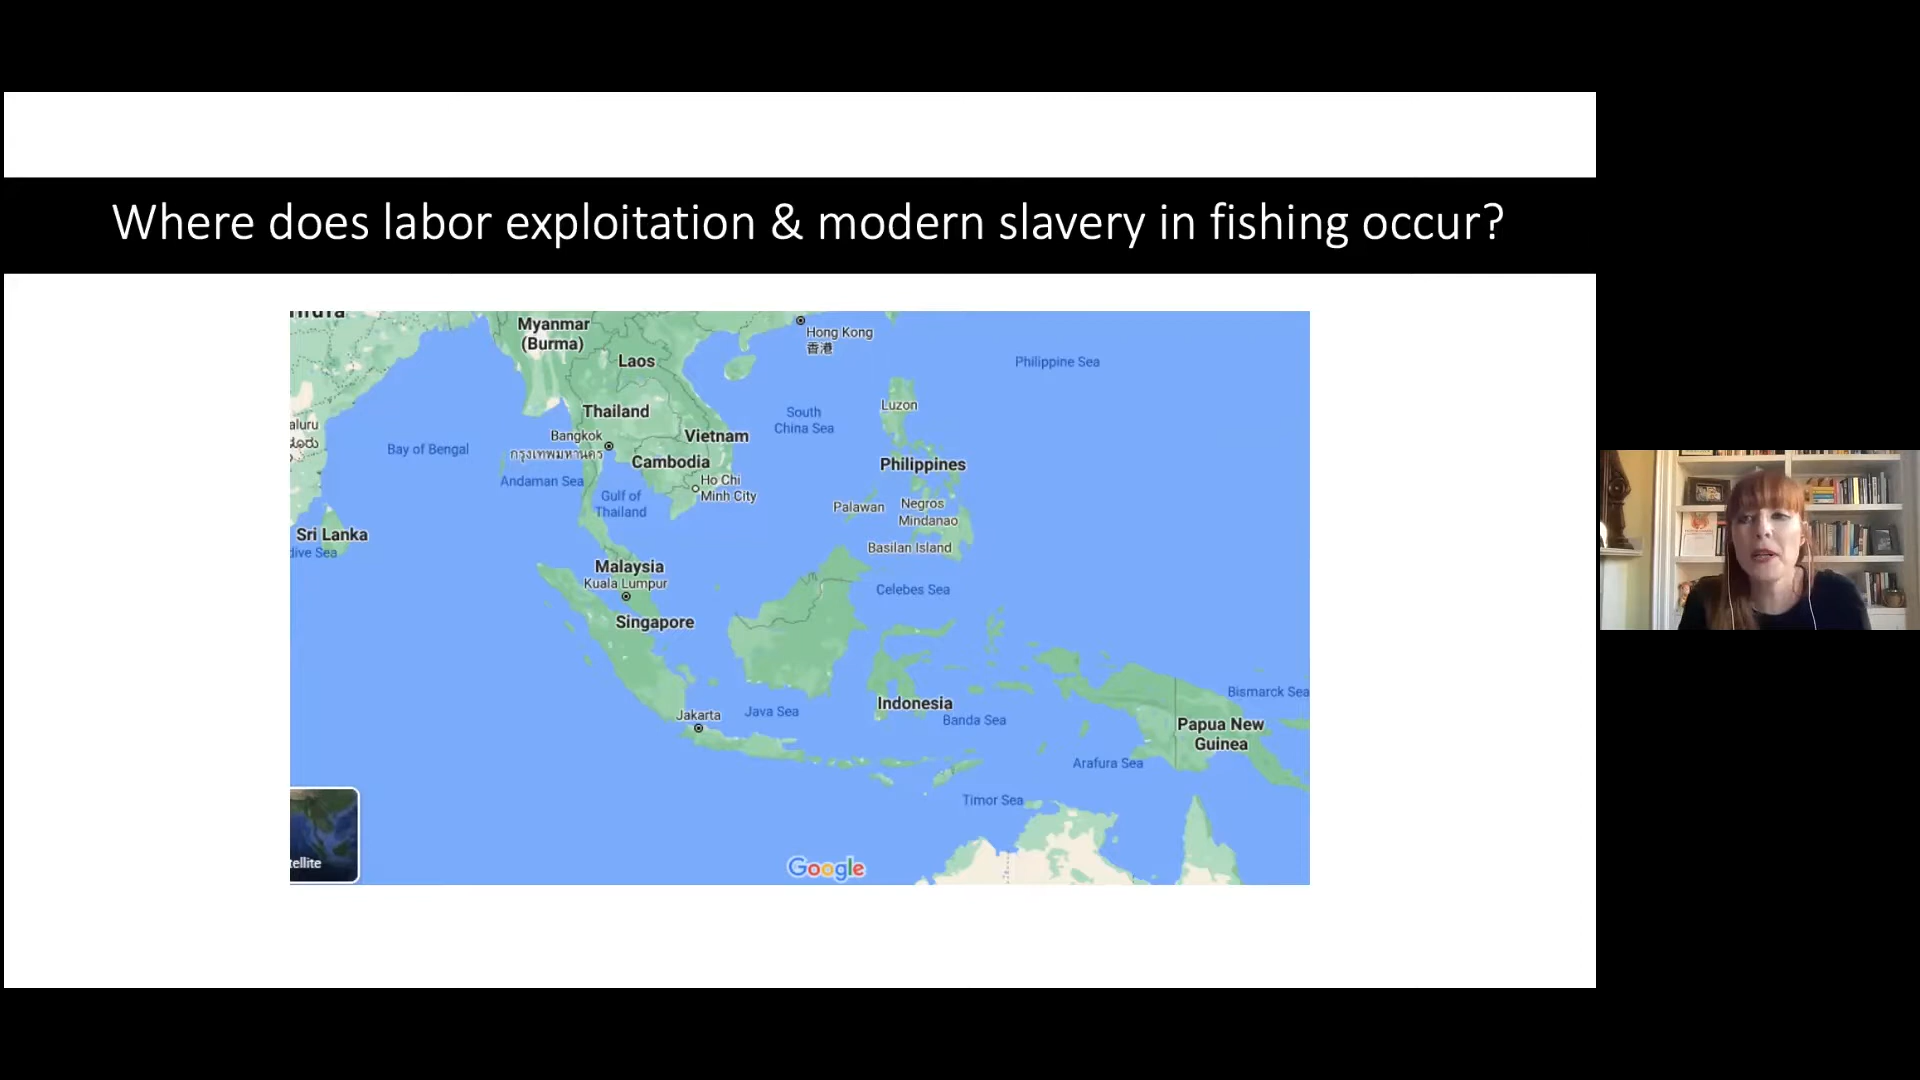 Where does labor exploitation & modern slavery in fishing occur?
Myanmar
(Burma)
Hong Kong
香港
Laos
Philippine Sea
Thailand
Luzon
South
China Sea
aluru
Bangkok
กรุงเทพมหานคร
Vietnam
Bay of Bengal
Cambodia
Philippines
Andaman Sea
Ho Chi
Minh City
Gulf of
Thailand
Palawan
Negros
Mindanao
Sri Lanka
dive Sea
Basilan Island
Malaysia
Kuala Lumpur
Celebes Sea
Singapore
Indonesia
Bismarck Sea
Jakarta
Java Sea
Banda Sea
Papua New
Guinea
Arafura Sea
Timor Sea
tellite
Google